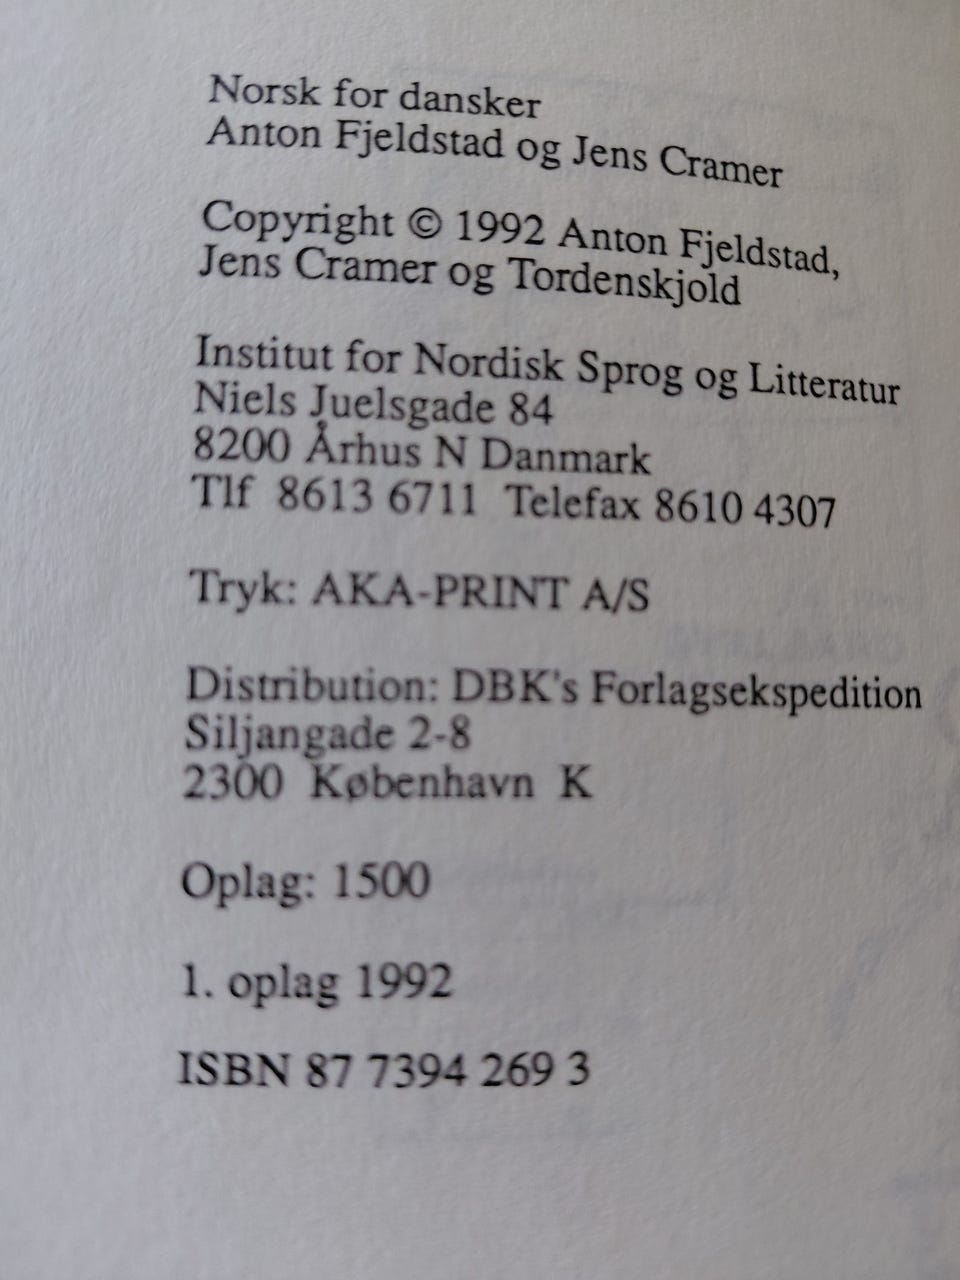 Norsk for dansker
Anton Fjeldstad og Jens Cramer
Copyright © 1992 Anton Fjeldstad,
Jens Cramer og Tordenskjold
Institut for Nordisk Sprog og Litteratur
Niels Juelsgade 84
8200 Århus N Danmark
Tlf 8613 6711 Telefax 8610 4307
Tryk: AKA-PRINT A/S
Distribution: DBK's Forlagsekspedition
Siljangade 2-8
2300 København K
Oplag: 1500
1. oplag 1992
ISBN 87 7394 269 3